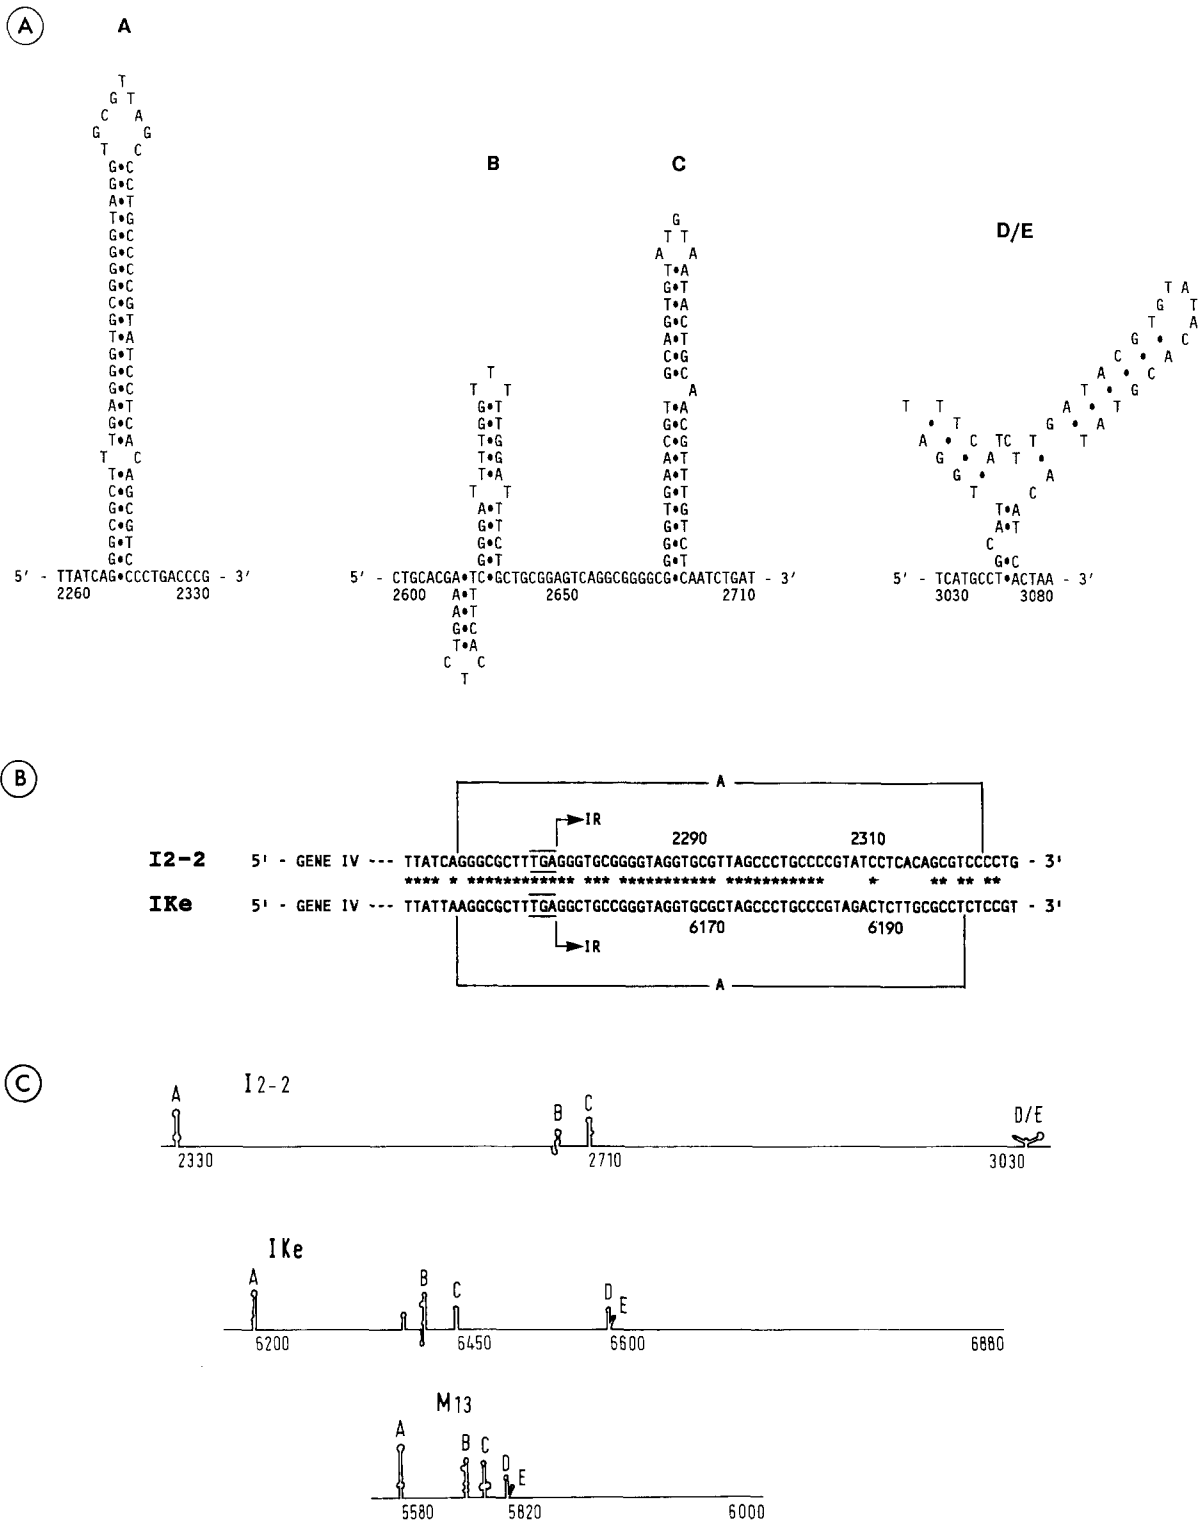 A
A
T
G T
C A
G G
T C
G•C
G•C
A•T
T•G
G•C
G•C
G•C
G•C
C•G
G•T
T•A
G•T
G•C
G•C
A•T
G•C
T•A
T C
T•A
C•G
G•C
C•G
G•T
G•C
5' - TTATCAG•CCCTGACCCG - 3'
2260 2330
B
T
T T
G•T
G•T
T•G
T•G
T•A
T T
A•T
G•T
G•C
G•T
C
G
T
G T
T T
A A
T•A
G•T
T•A
G•C
A•T
C•G
G•C
A
T•A
G•C
C•G
A•T
A•T
G•T
T•G
G•T
G•C
G•T
5' - CTGCACGA•TC•GCTGCGGAGTCAGGCGGGGCG•CAATCTGAT - 3'
2600 2650 2710
A•T
A•T
G•C
T•A
C C
T
D/E
T A
G T
T A
G • C
C • A
A • C
T • G
T T A • T
• T G • A
A • C TC T T
G • A T •
G • A
T C
T•A
A•T
C
G•C
5' - TCATGCCT•ACTAA - 3'
3030 3080
B
A
IR
2290 2310
I2-2 5' - GENE IV --- TTATCAGGGCGCTTTGAGGGTGCGGGGTAGGTGCGTTAGCCCTGCCCCGTATCCTCACAGCGTCCCCTG - 3'
**** * ************ *** *********** *********** * ** ** **
IKe 5' - GENE IV --- TTATTAAGGCGCTTTGAGGCTGCCGGGTAGGTGCGCTAGCCCTGCCCGTAGACTCTTGCGCCTCTCCGT - 3'
6170 6190
IR
A
C
I2-2
A B C D/E
2330 2710 3030
IKe
A B C D E
6200 6450 6600 6880
M13
A B C D E
5580 5820 6000